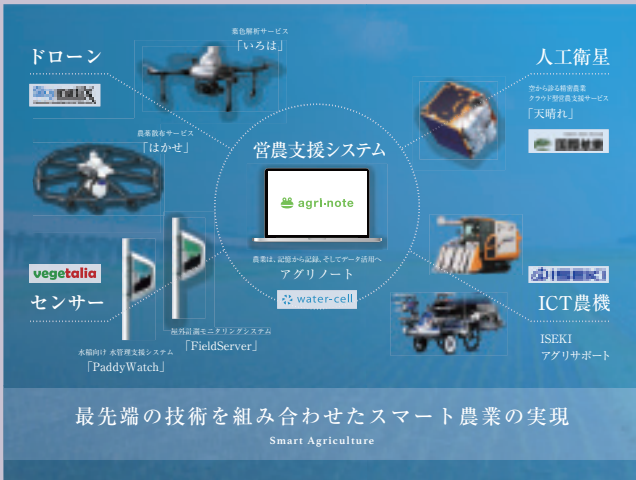 葉色解析サービス
「いろは」
ドローン
SkymatiX
農薬散布サービス
「はかせ」
人工衛星
空から診る精密農業
クラウド型営農支援サービス
「天晴れ」
国際航業
営農支援システム
agri-note
農業は、記憶から記録、そしてデータ活用へ
アグリノート
water-cell
vegetalia
センサー
屋外計測モニタリングシステム
「FieldServer」
水稲向け 水管理支援システム
「PaddyWatch」
ISEKI
ICT農機
ISEKI
アグリサポート
最先端の技術を組み合わせたスマート農業の実現
Smart Agriculture